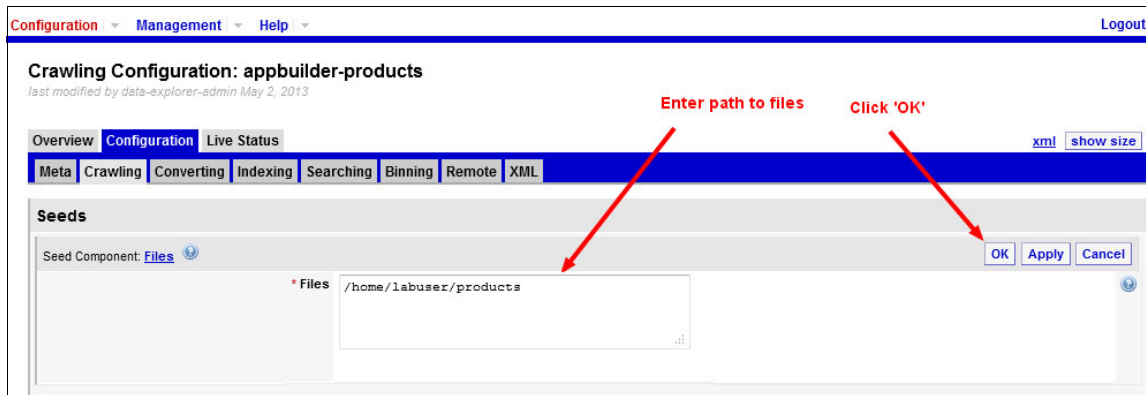 Configuration Management Help Logout
Crawling Configuration: appbuilder-products
last modified by data-explorer-admin May 2, 2013
Enter path to files Click 'OK'
Overview Configuration Live Status xml show size
Meta Crawling Converting Indexing Searching Binning Remote XML
Seeds
Seed Component: Files OK Apply Cancel
* Files /home/labuser/products